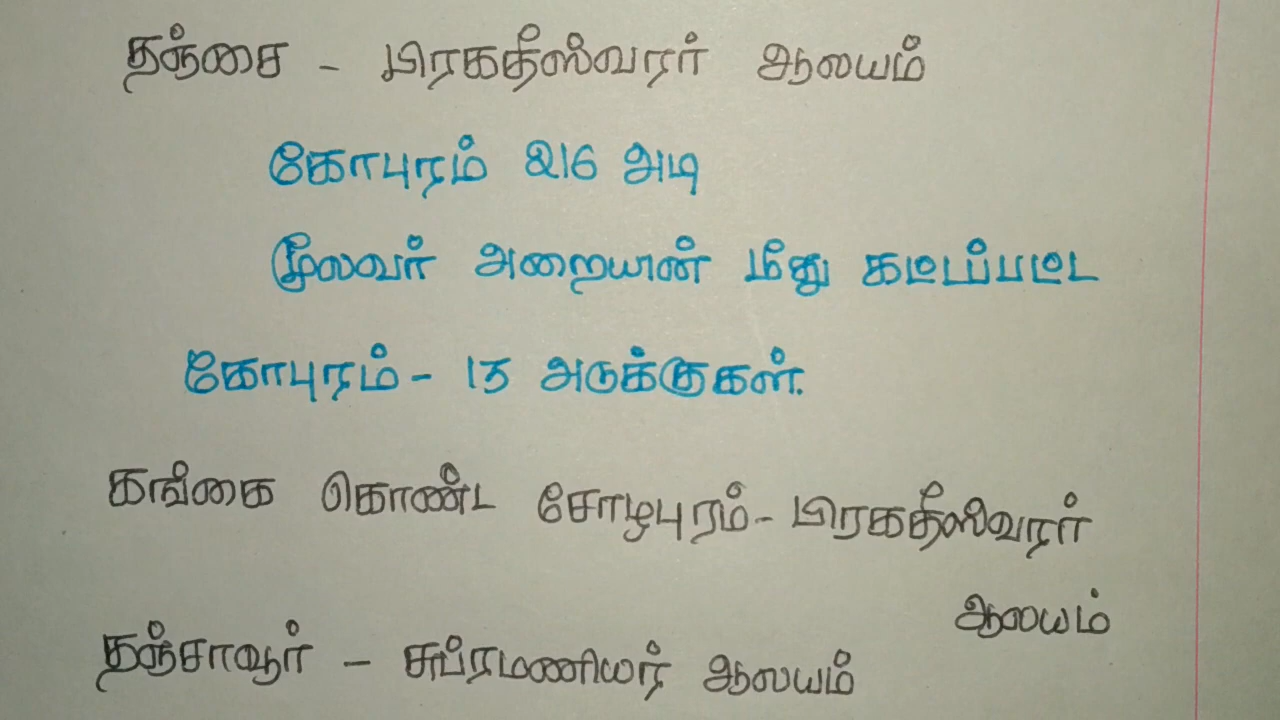 தஞ்சை - பிரகதீஸ்வரர் ஆலயம்
கோபுரம் 216 அடி
மூலவர் அறையின் மீது கட்டப்பட்ட
கோபுரம் - 13 அடுக்குகள்.
கங்கை கொண்ட சோழபுரம் - பிரகதீஸ்வரர்
ஆலயம்
தஞ்சாவூர் - சுப்ரமணியர் ஆலயம்